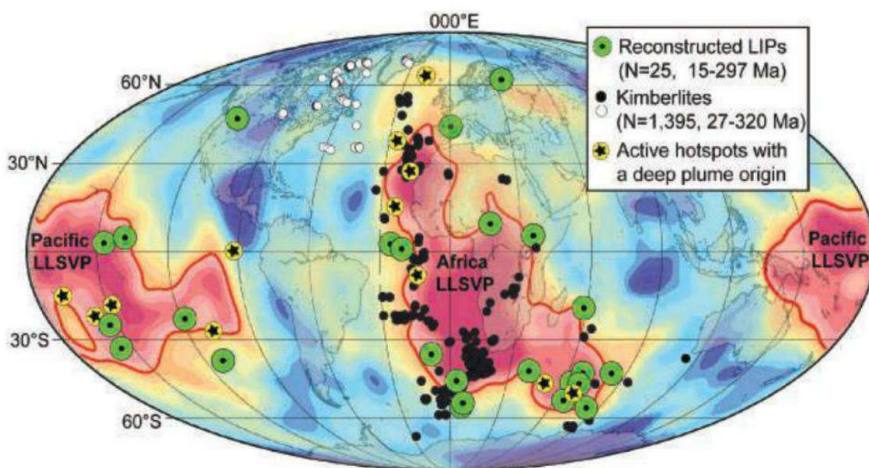 000°E
Reconstructed LIPs
(N=25, 15-297 Ma)
Kimberlites
(N=1,395, 27-320 Ma)
Active hotspots with
a deep plume origin
60°N
30°N
Pacific
LLSVP
Africa
LLSVP
Pacific
LLSVP
30°S
60°S